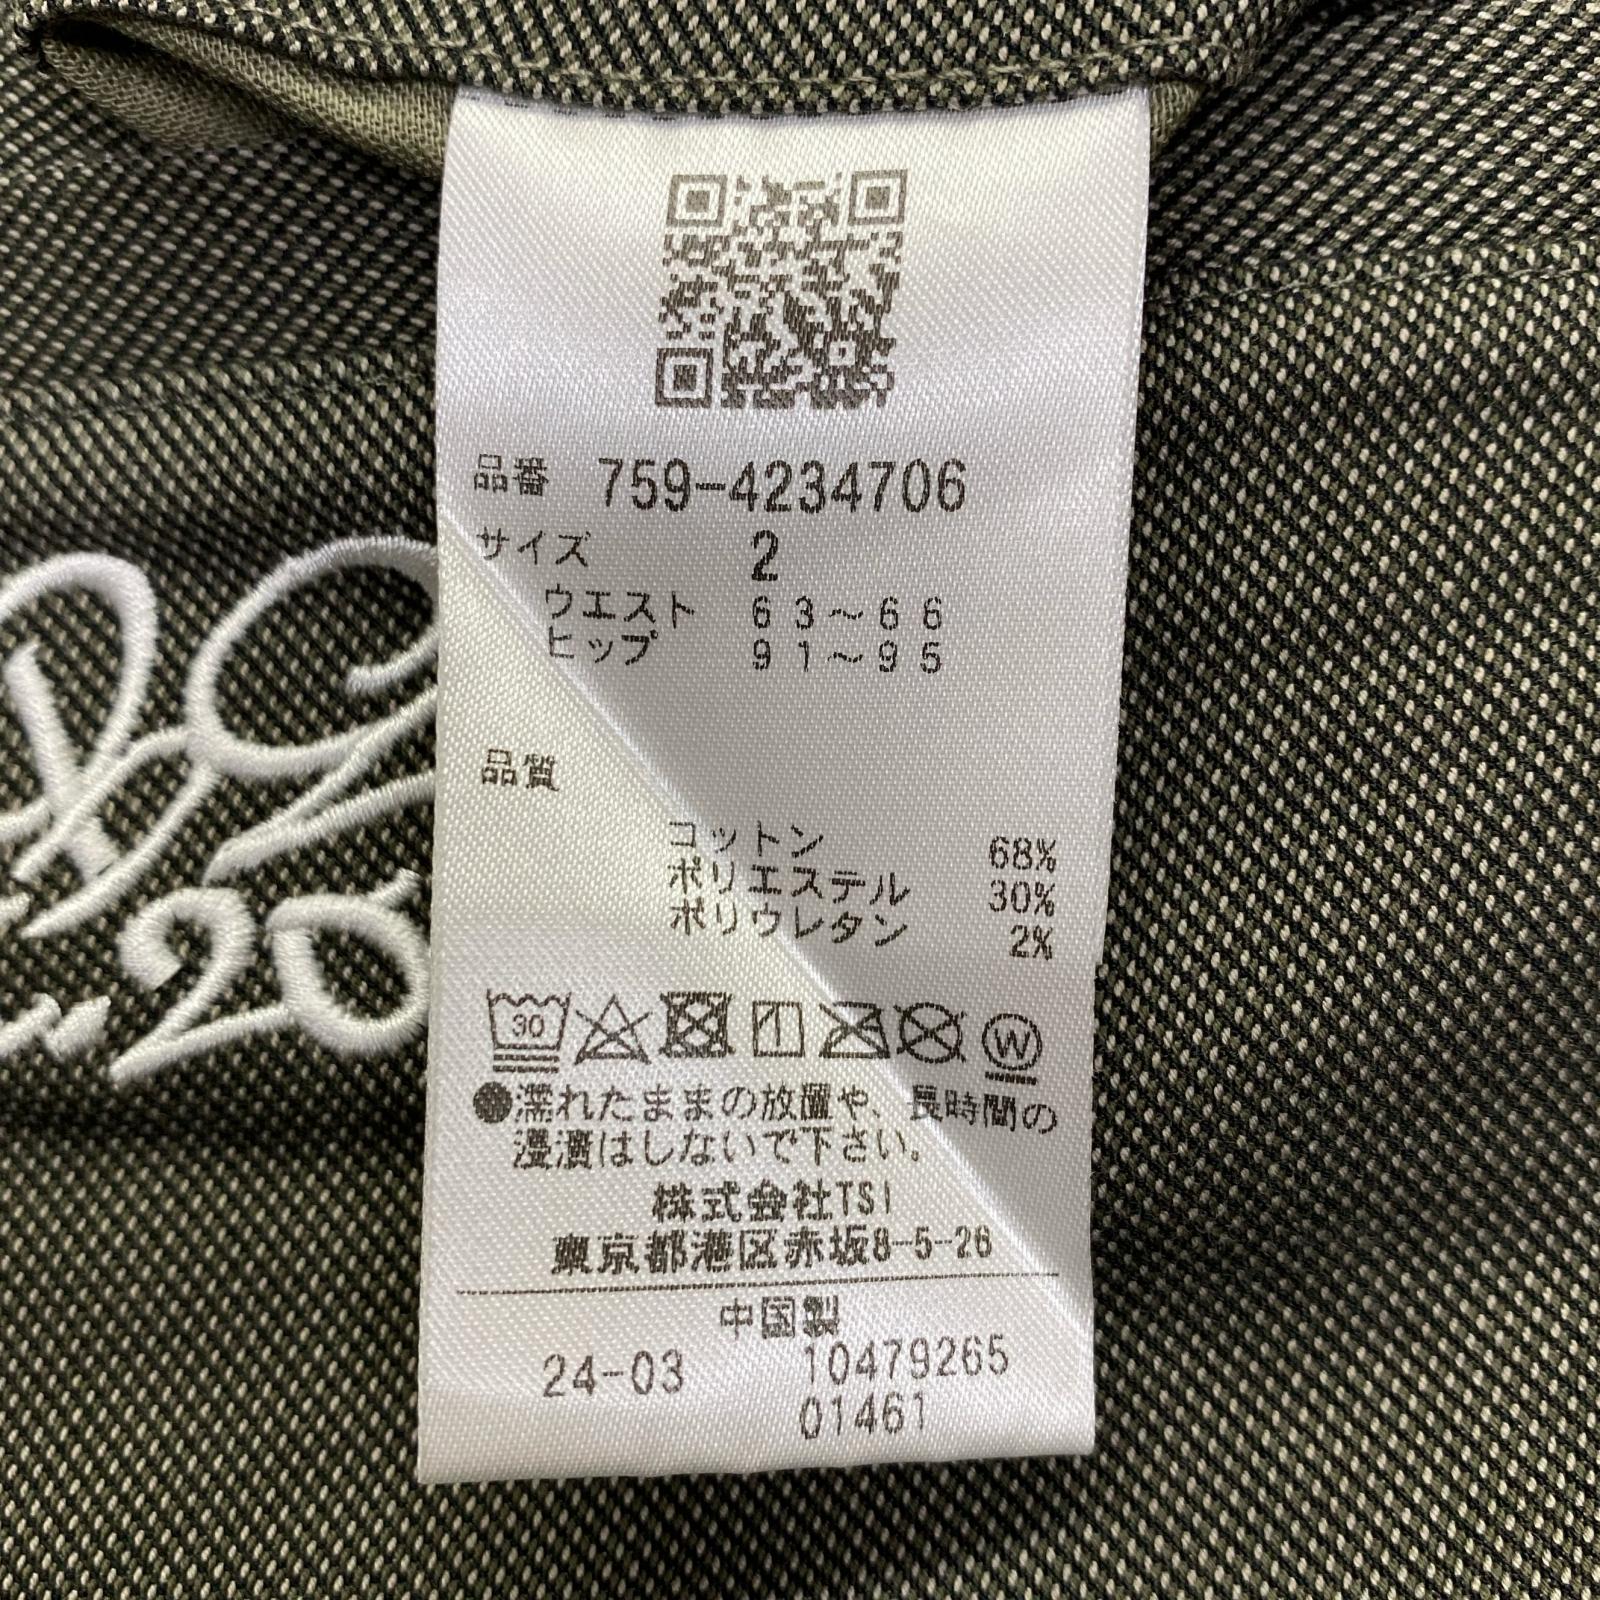 品番 759-4234706
サイズ 2
ウエスト 63～66
ヒップ 91～95
品質
コットン 68%
ポリエステル 30%
ポリウレタン 2%
30
W
●濡れたままの放置や、長時間の
浸漬はしないで下さい。
株式会社TSI
東京都港区赤坂8-5-26
中国製
24-03 10479265
01461
20